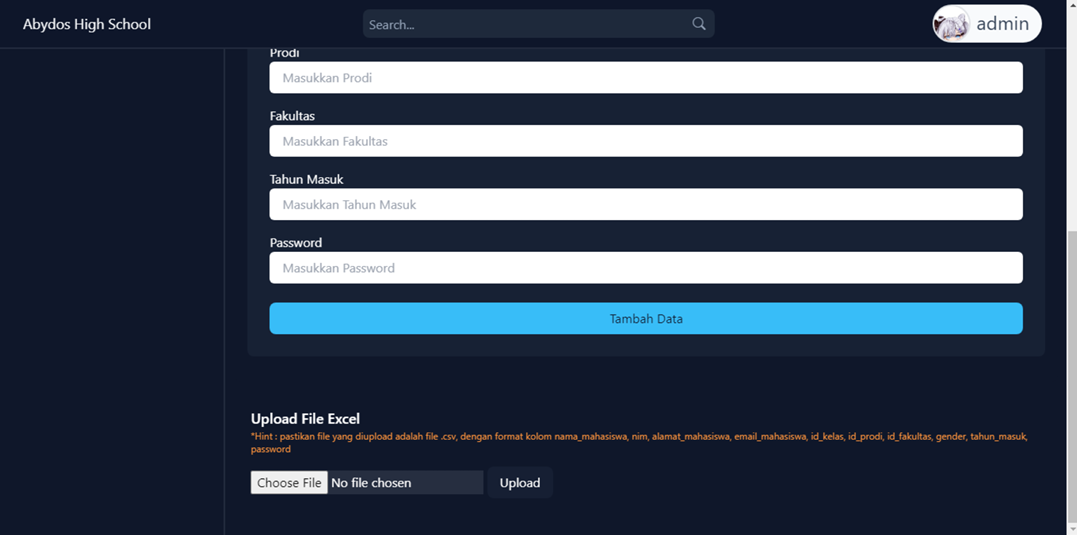 Abydos High School
Search...
admin
Prodi
Masukkan Prodi
Fakultas
Masukkan Fakultas
Tahun Masuk
Masukkan Tahun Masuk
Password
Masukkan Password
Tambah Data
Upload File Excel
*Hint : pastikan file yang diupload adalah file .csv, dengan format kolom nama_mahasiswa, nim, alamat_mahasiswa, email_mahasiswa, id_kelas, id_prodi, id_fakultas, gender, tahun_masuk,
password
Choose File No file chosen
Upload